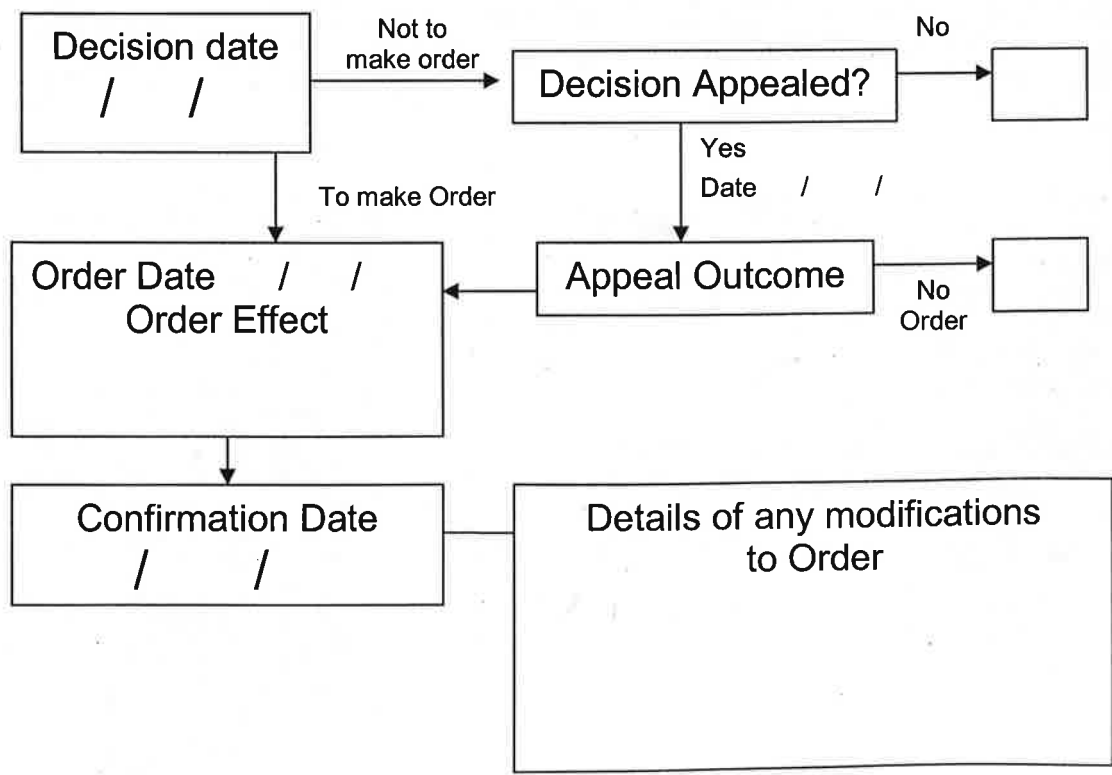 Decision date
/ /
Not to
make order
Decision Appealed?
No
Yes
Date / /
To make Order
Order Date / /
Order Effect
Appeal Outcome
No
Order
Confirmation Date
/ /
Details of any modifications
to Order